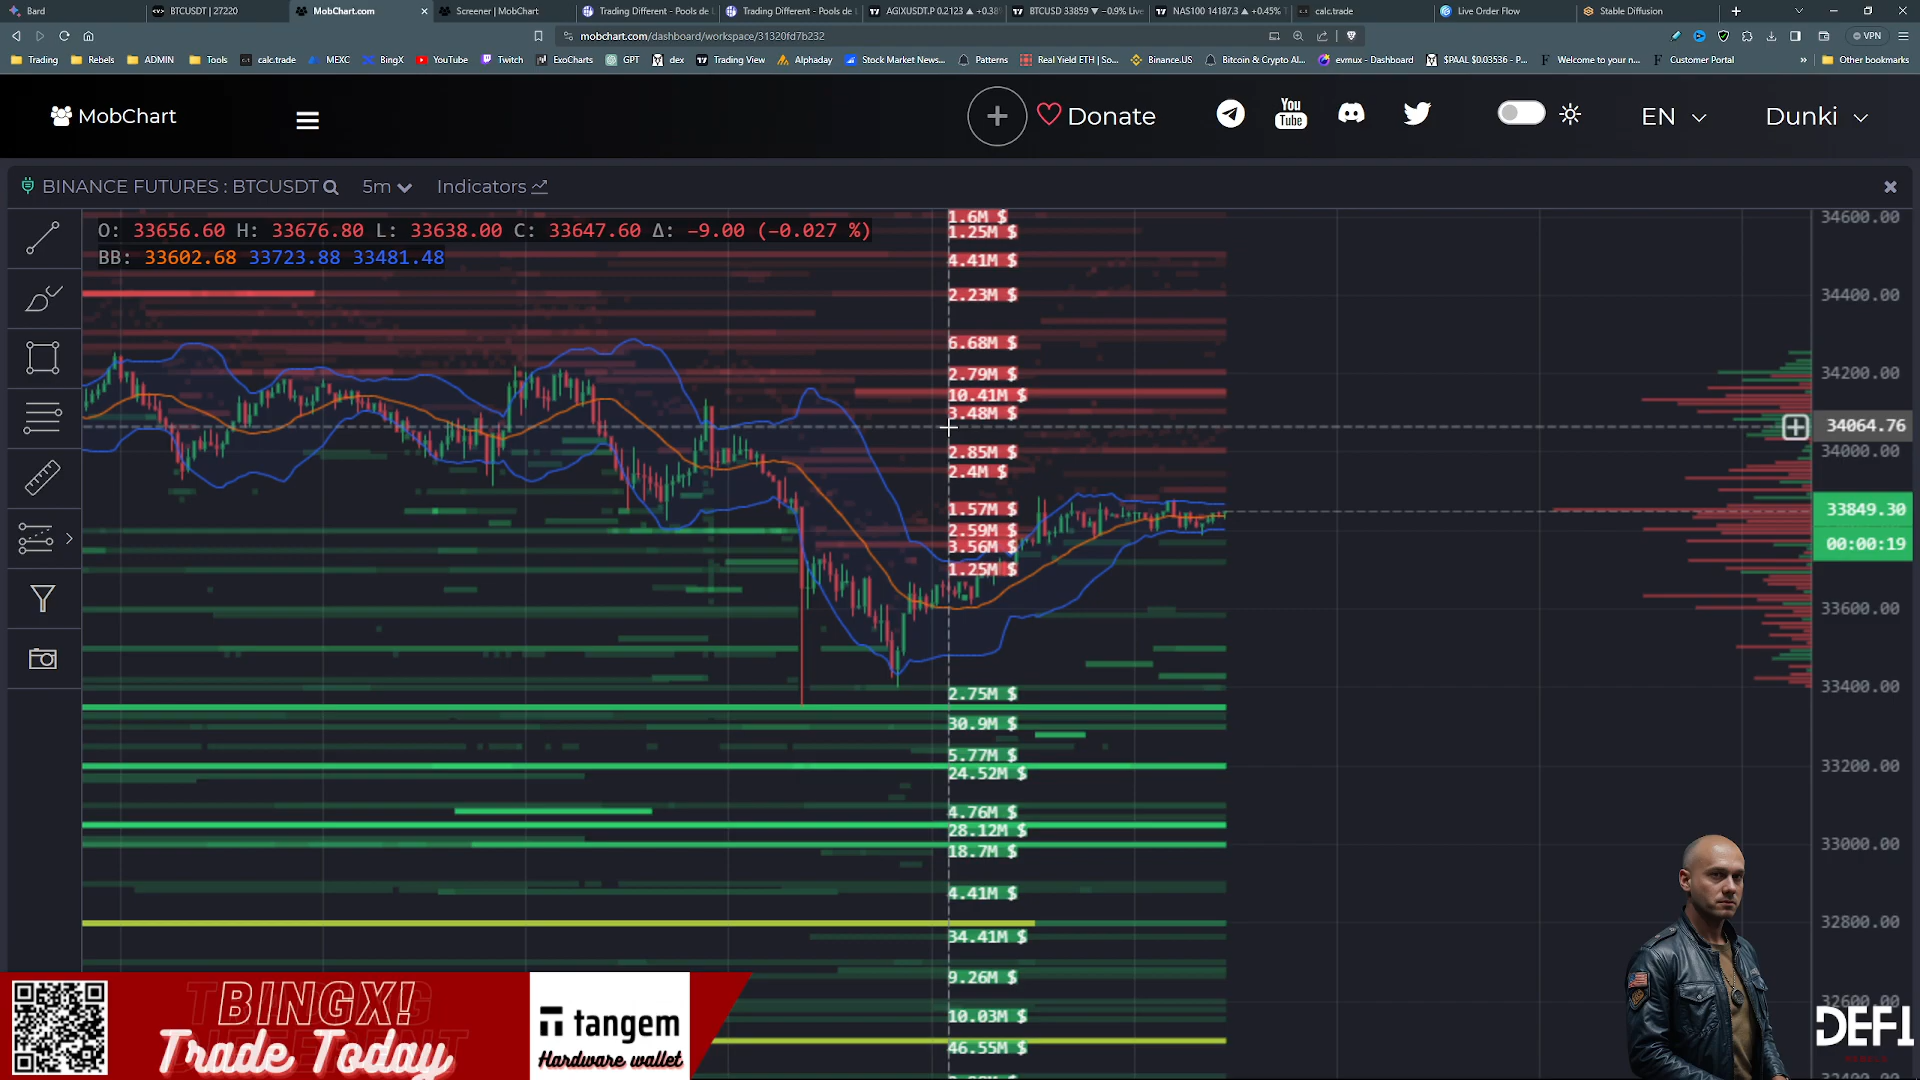 Bard
BTCUSDT | 27220
MobChart.com
Screener | MobChart
Trading Different - Pools de
Trading Different - Pools de
AGIXUSDT.P 0.2123 ▲ +0.38
BTCUSD 33859 ▼ −0.9% Live
NAS100 14187.3 ▲ +0.45%
calc.trade
Live Order Flow
Stable Diffusion
mobchart.com/dashboard/workspace/31320fd7b232
VPN
Trading
Rebels
ADMIN
Tools
calc.trade
MEXC
BingX
YouTube
Twitch
ExoCharts
GPT
dex
Trading View
Alphaday
Stock Market News...
Patterns
Real Yield ETH | So...
Binance.US
Bitcoin & Crypto Al...
evmux - Dashboard
$PAAL $0.03536 - P...
Welcome to your n...
Customer Portal
Other bookmarks
MobChart
Donate
You
Tube
EN
Dunki
BINANCE FUTURES : BTCUSDT
5m
Indicators
O: 33656.60 H: 33676.80 L: 33638.00 C: 33647.60 Δ: −9.00 (−0.027 %)
BB: 33602.68 33723.88 33481.48
1.6M $
1.25M $
4.41M $
2.23M $
6.68M $
2.79M $
10.41M $
3.48M $
2.85M $
2.4M $
1.57M $
2.59M $
3.56M $
1.25M $
2.75M $
30.9M $
5.77M $
24.52M $
4.76M $
28.12M $
18.7M $
4.41M $
34.41M $
9.26M $
10.03M $
46.55M $
34600.00
34400.00
34200.00
34064.76
34000.00
33849.30
00:00:19
33600.00
33400.00
33200.00
33000.00
32800.00
32600.00
BINGX!
Trade Today
tangem
Hardware wallet
DEFI